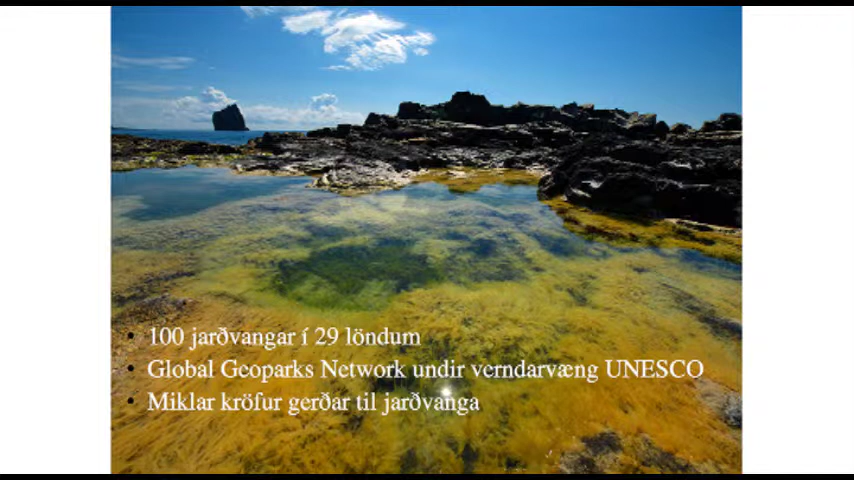 • 100 jarðvangar í 29 löndum
• Global Geoparks Network undir verndarvæng UNESCO
• Miklar kröfur gerðar til jarðvanga